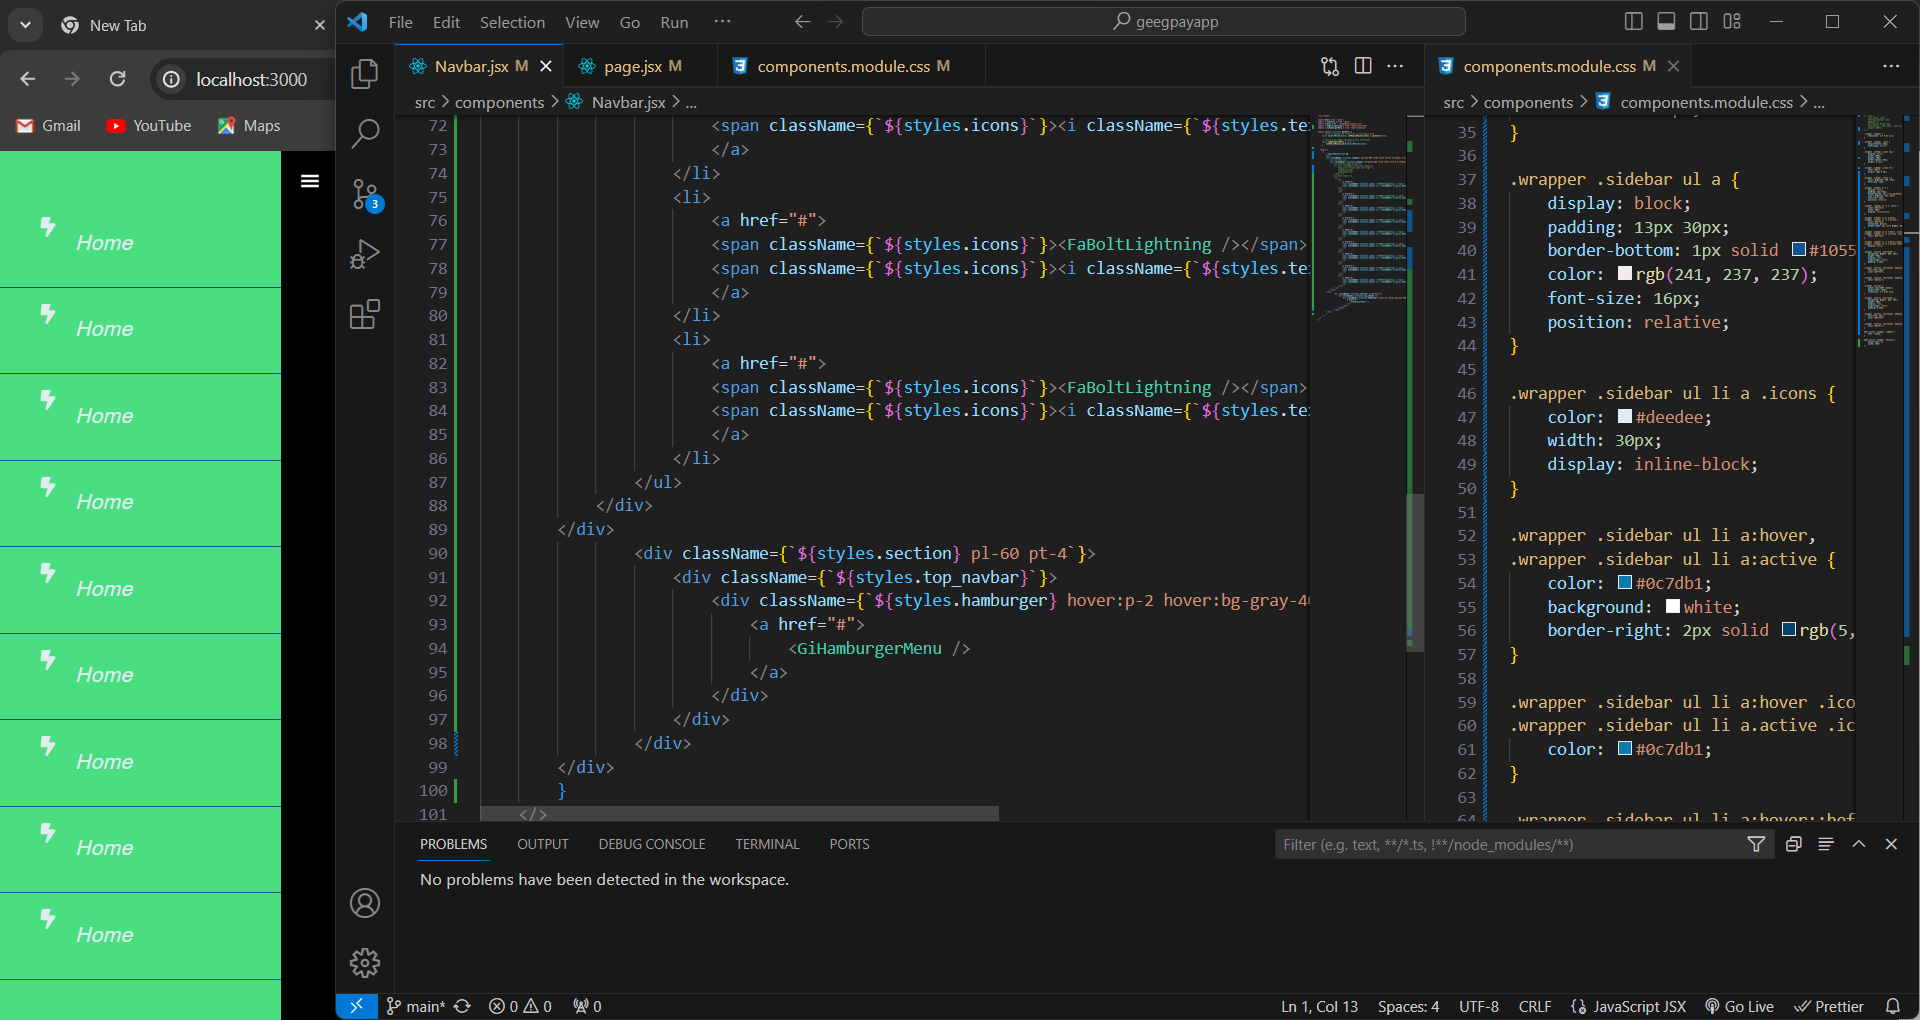 New Tab
localhost:3000
Gmail YouTube Maps
Home
Home
Home
Home
Home
Home
Home
Home
Home
File Edit Selection View Go Run ···
geegpayapp
Navbar.jsx M
page.jsx M
components.module.css M
components.module.css M
src > components > Navbar.jsx > ...
3
72 <span className={`${styles.icons}`}><i className={`${styles.te
73 </a>
74 </li>
75 <li>
76 <a href="#">
77 <span className={`${styles.icons}`}><FaBoltLightning /></span>
78 <span className={`${styles.icons}`}><i className={`${styles.te
79 </a>
80 </li>
81 <li>
82 <a href="#">
83 <span className={`${styles.icons}`}><FaBoltLightning /></span>
84 <span className={`${styles.icons}`}><i className={`${styles.te
85 </a>
86 </li>
87 </ul>
88 </div>
89 </div>
90 <div className={`${styles.section} pl-60 pt-4`}>
91 <div className={`${styles.top_navbar}`}>
92 <div className={`${styles.hamburger} hover:p-2 hover:bg-gray-4
93 <a href="#">
94 <GiHamburgerMenu />
95 </a>
96 </div>
97 </div>
98 </div>
99 </div>
100 }
101 </>
src > components > components.module.css > ...
35 }
36
37 .wrapper .sidebar ul a {
38 display: block;
39 padding: 13px 30px;
40 border-bottom: 1px solid #1055
41 color: rgb(241, 237, 237);
42 font-size: 16px;
43 position: relative;
44 }
45
46 .wrapper .sidebar ul li a .icons {
47 color: #deedee;
48 width: 30px;
49 display: inline-block;
50 }
51
52 .wrapper .sidebar ul li a:hover,
53 .wrapper .sidebar ul li a:active {
54 color: #0c7db1;
55 background: white;
56 border-right: 2px solid rgb(5,
57 }
58
59 .wrapper .sidebar ul li a:hover .ico
60 .wrapper .sidebar ul li a.active .ic
61 color: #0c7db1;
62 }
63
64 .wrapper .sidebar ul li a:hover::bef
PROBLEMS OUTPUT DEBUG CONSOLE TERMINAL PORTS
Filter (e.g. text, **/*.ts, !**/node_modules/**)
No problems have been detected in the workspace.
main* 0 0 0
Ln 1, Col 13 Spaces: 4 UTF-8 CRLF JavaScript JSX Go Live Prettier